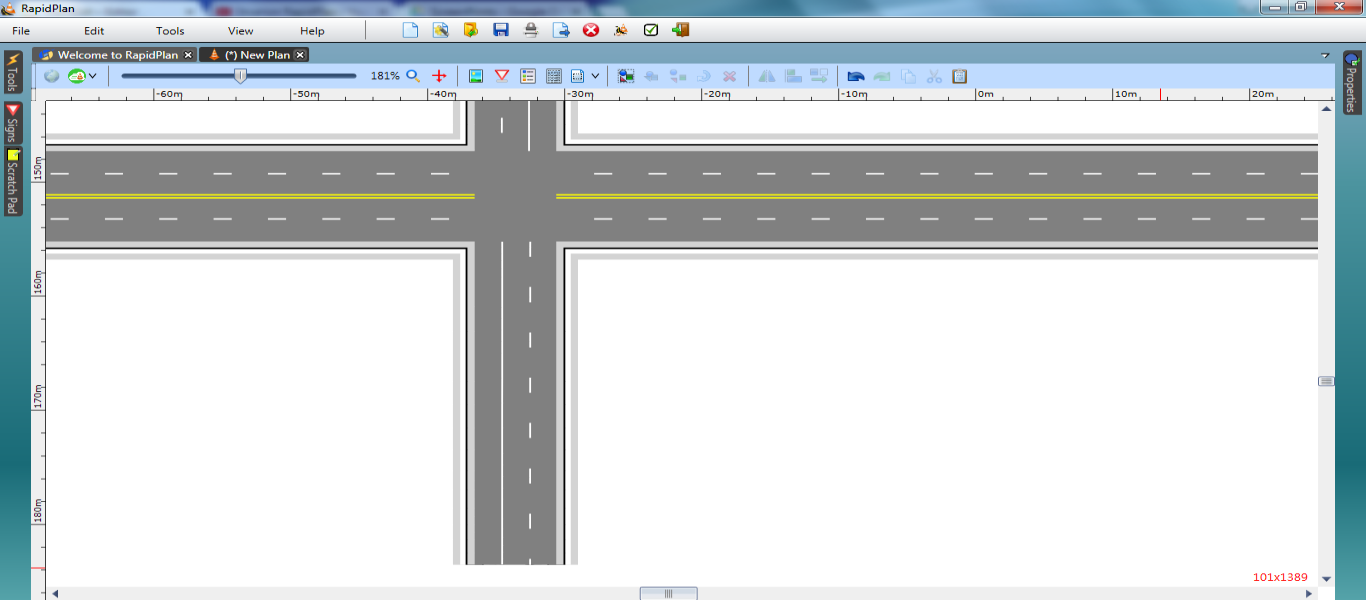 RapidPlan
File Edit Tools View Help
Welcome to RapidPlan (*) New Plan
181%
-60m -50m -40m -30m -20m -10m 0m 10m 20m
Tools
Signs
Scratch Pad
Properties
150m
160m
170m
180m
101x1389